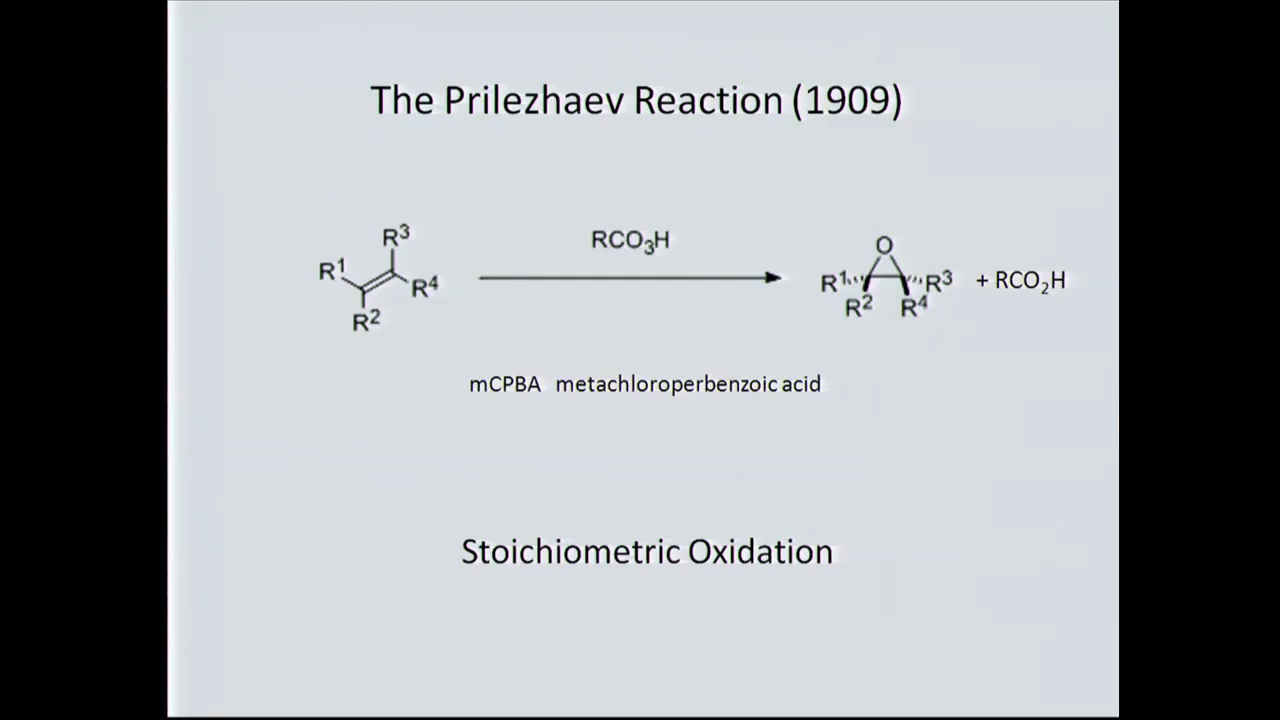 The Prilezhaev Reaction (1909)
R³
R¹
R⁴
R²
RCO₃H
O
R¹
R³
R²
R⁴
+ RCO₂H
mCPBA metachloroperbenzoic acid
Stoichiometric Oxidation